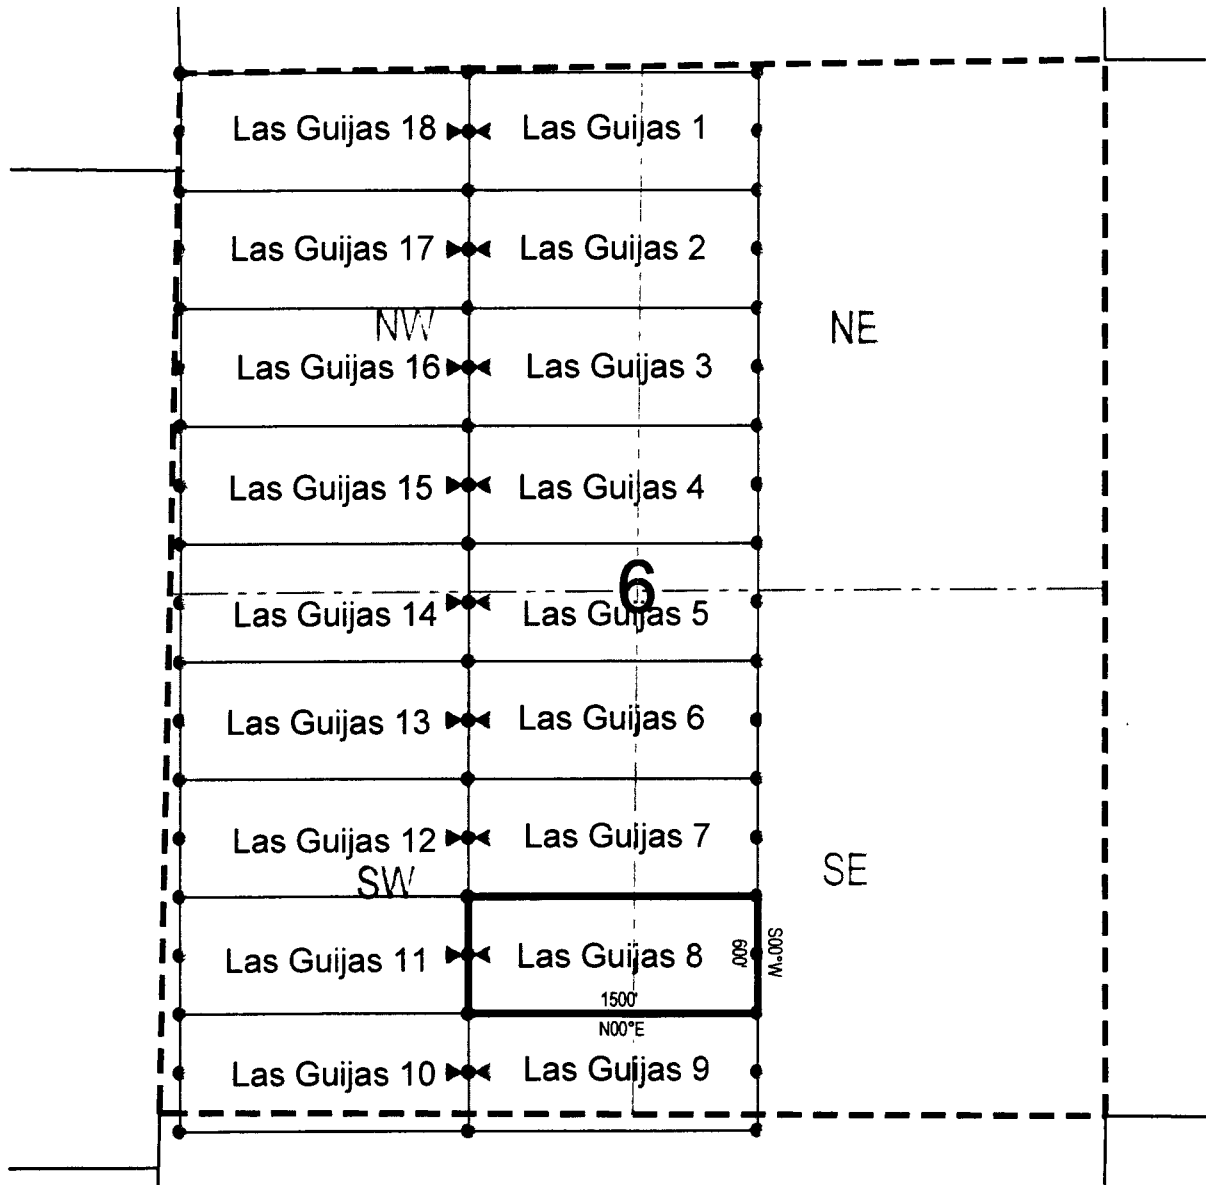 Las Guijas 18
Las Guijas 1
Las Guijas 17
Las Guijas 2
NW
NE
Las Guijas 16
Las Guijas 3
Las Guijas 15
Las Guijas 4
6
Las Guijas 14
Las Guijas 5
Las Guijas 13
Las Guijas 6
Las Guijas 12
Las Guijas 7
SW
SE
Las Guijas 11
Las Guijas 8
600'
S00°W
1500'
N00°E
Las Guijas 10
Las Guijas 9